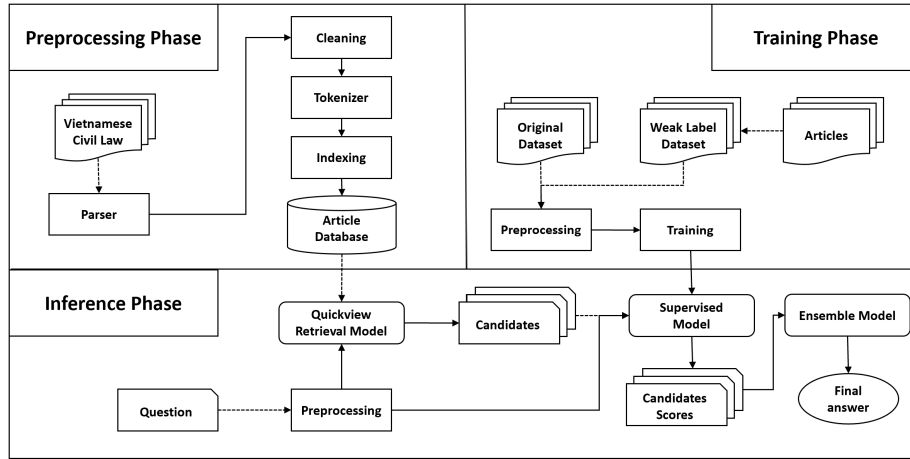 Preprocessing Phase
Cleaning
Tokenizer
Indexing
Article
Database
Vietnamese
Civil Law
Parser
Training Phase
Original
Dataset
Weak Label
Dataset
Articles
Preprocessing
Training
Inference Phase
Quickview
Retrieval Model
Candidates
Supervised
Model
Ensemble Model
Question
Preprocessing
Candidates
Scores
Final
answer